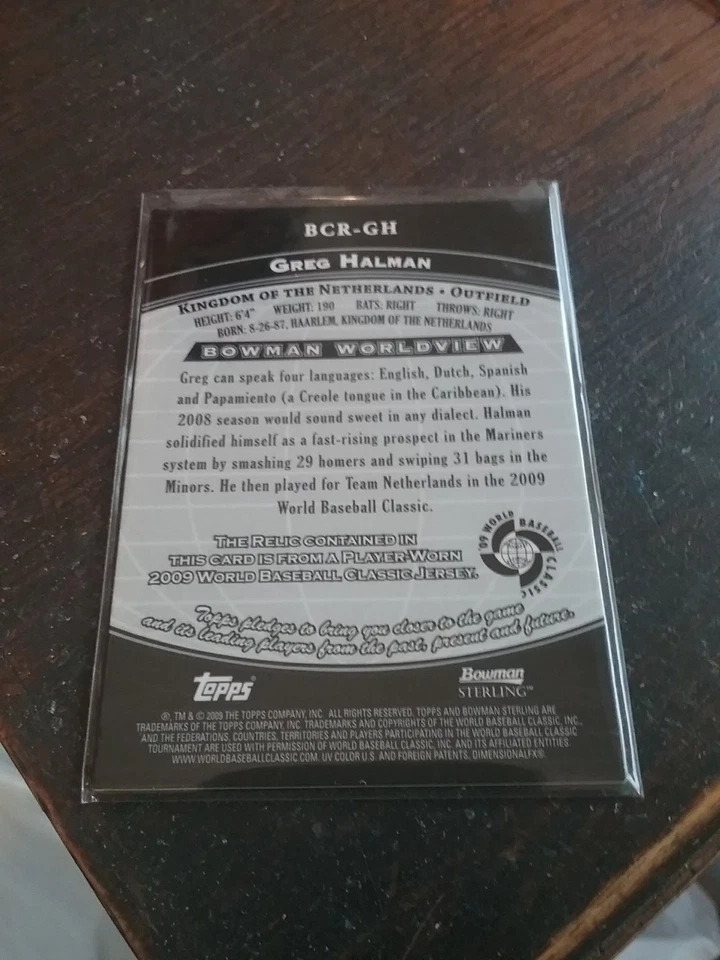 BCR-GH
GREG HALMAN
KINGDOM OF THE NETHERLANDS • OUTFIELD
HEIGHT: 6'4" WEIGHT: 190 BATS: RIGHT THROWS: RIGHT
BORN: 8-26-87, HAARLEM, KINGDOM OF THE NETHERLANDS
BOWMAN WORLDVIEW
Greg can speak four languages: English, Dutch, Spanish
and Papamiento (a Creole tongue in the Caribbean). His
2008 season would sound sweet in any dialect. Halman
solidified himself as a fast-rising prospect in the Mariners
system by smashing 29 homers and swiping 31 bags in the
Minors. He then played for Team Netherlands in the 2009
World Baseball Classic.
THE RELIC CONTAINED IN
THIS CARD IS FROM A PLAYER-WORN
2009 WORLD BASEBALL CLASSIC JERSEY.
'09 WORLD BASEBALL CLASSIC
Topps pledges to bring you closer to the game
and its leading players from the past, present and future.
Topps
Bowman
STERLING™
®, TM & © 2009 THE TOPPS COMPANY, INC. ALL RIGHTS RESERVED. TOPPS AND BOWMAN STERLING ARE
TRADEMARKS OF THE TOPPS COMPANY, INC. TRADEMARKS AND COPYRIGHTS OF THE WORLD BASEBALL CLASSIC, INC.,
AND THE FEDERATIONS, COUNTRIES, TERRITORIES AND PLAYERS PARTICIPATING IN THE WORLD BASEBALL CLASSIC
TOURNAMENT ARE USED WITH PERMISSION OF WORLD BASEBALL CLASSIC, INC. AND ITS AFFILIATED ENTITIES.
WWW.WORLDBASEBALLCLASSIC.COM. UV COLOR U.S. AND FOREIGN PATENTS. DIMENSIONALFX®.